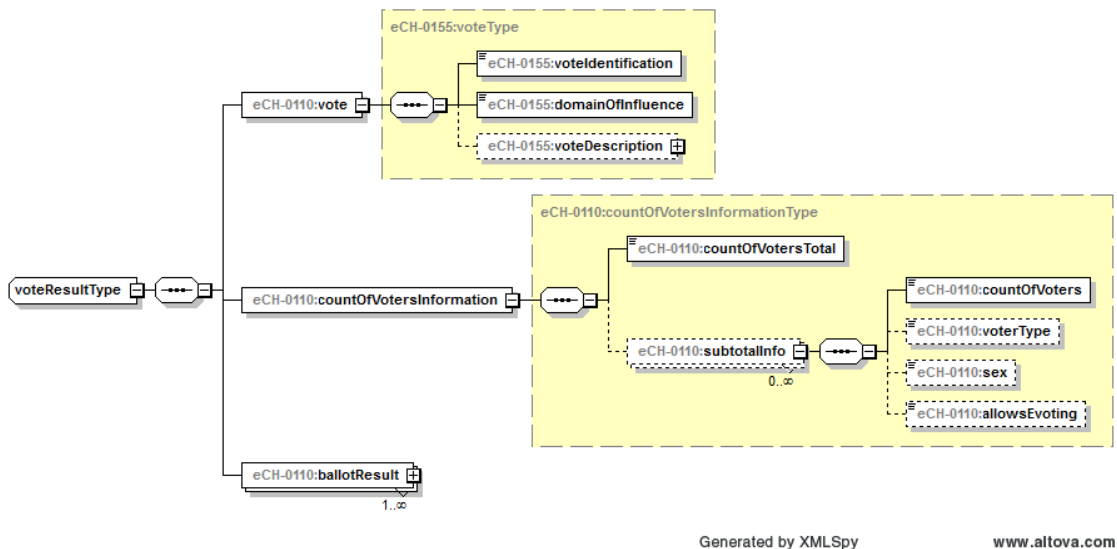 eCH-0155:voteType
eCH-0155:voteIdentification
eCH-0110:vote
eCH-0155:domainOfInfluence
eCH-0155:voteDescription
eCH-0110:countOfVotersInformationType
eCH-0110:countOfVotersTotal
voteResultType
eCH-0110:countOfVotersInformation
eCH-0110:countOfVoters
eCH-0110:voterType
eCH-0110:subtotalInfo
0..∞
eCH-0110:sex
eCH-0110:allowsEvoting
eCH-0110:ballotResult
1..∞
Generated by XMLSpy
www.altova.com